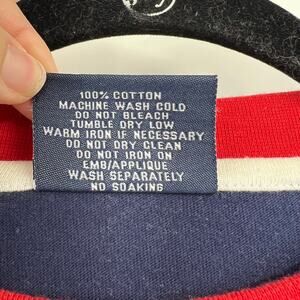 100% COTTON
MACHINE WASH COLD
DO NOT BLEACH
TUMBLE DRY LOW
WARM IRON IF NECESSARY
DO NOT DRY CLEAN
DO NOT IRON ON
EMB/APPLIQUE
WASH SEPARATELY
NO SOAKING